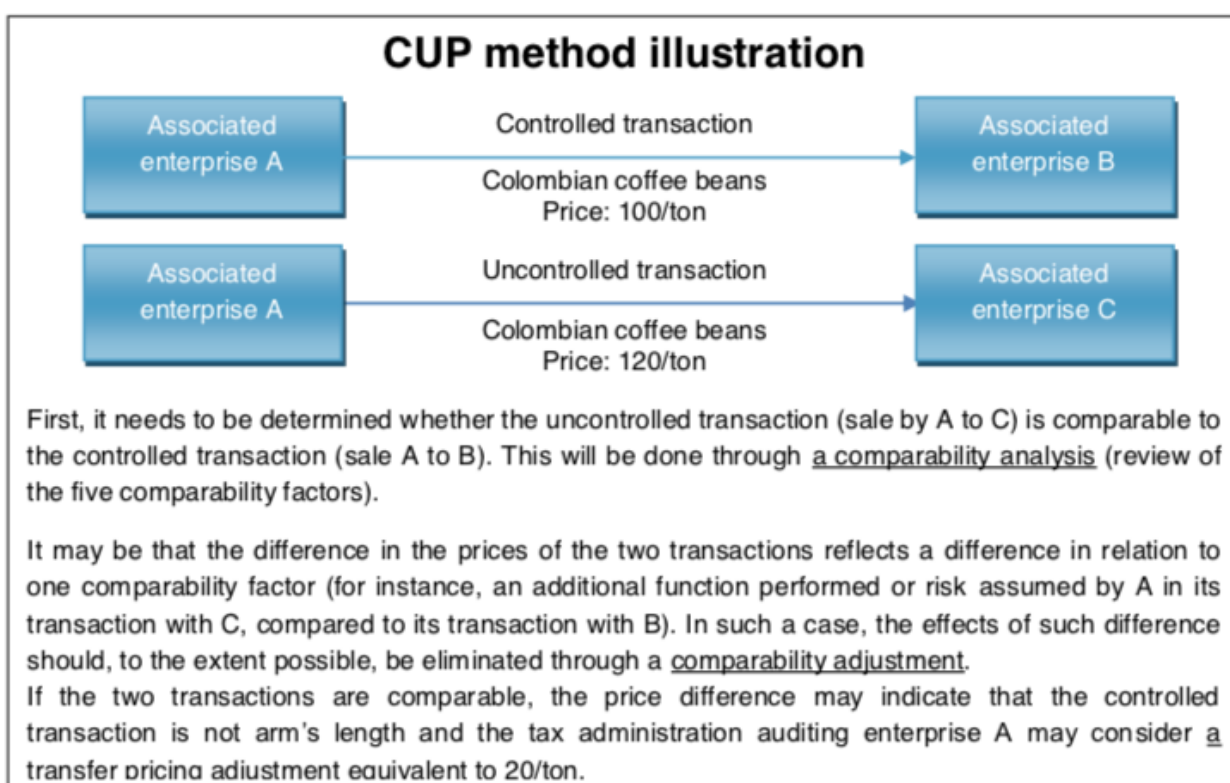 CUP method illustration
Associated
enterprise A
Controlled transaction
Colombian coffee beans
Price: 100/ton
Associated
enterprise B
Associated
enterprise A
Uncontrolled transaction
Colombian coffee beans
Price: 120/ton
Associated
enterprise C
First, it needs to be determined whether the uncontrolled transaction (sale by A to C) is comparable to
the controlled transaction (sale A to B). This will be done through a comparability analysis (review of
the five comparability factors).
It may be that the difference in the prices of the two transactions reflects a difference in relation to
one comparability factor (for instance, an additional function performed or risk assumed by A in its
transaction with C, compared to its transaction with B). In such a case, the effects of such difference
should, to the extent possible, be eliminated through a comparability adjustment.
If the two transactions are comparable, the price difference may indicate that the controlled
transaction is not arm's length and the tax administration auditing enterprise A may consider a
transfer pricing adjustment equivalent to 20/ton.